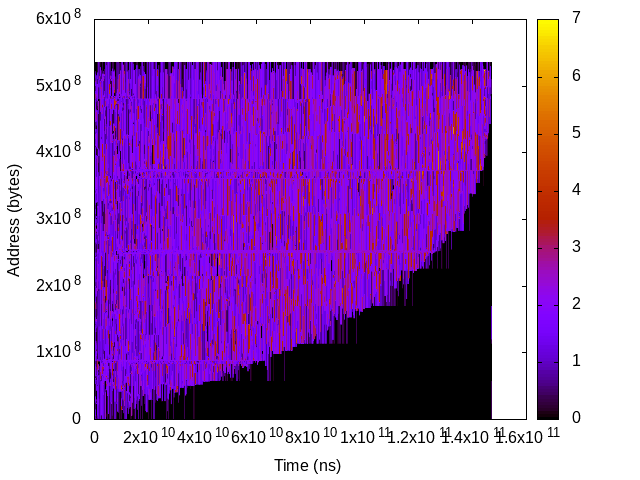 6x10^8
5x10^8
4x10^8
3x10^8
2x10^8
1x10^8
0
Address (bytes)
0 2x10^10 4x10^10 6x10^10 8x10^10 1x10^11 1.2x10^11 1.4x10^11 1.6x10^11
Time (ns)
7
6
5
4
3
2
1
0